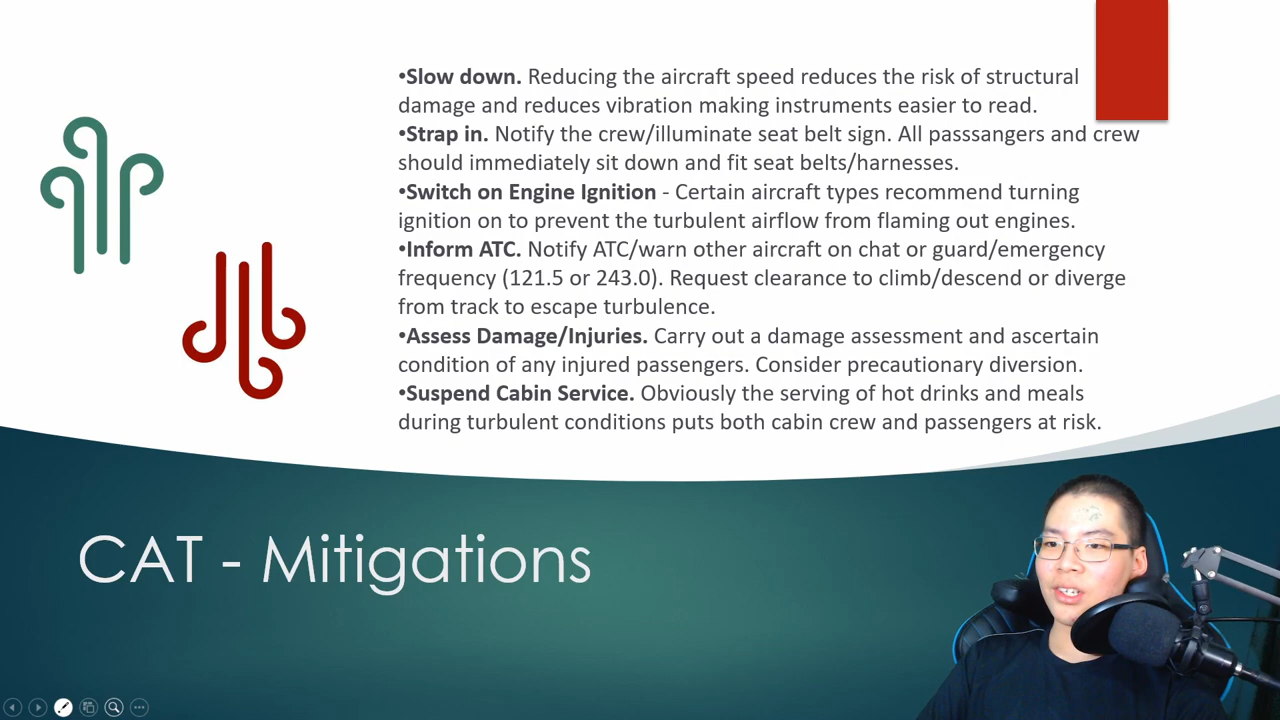 •Slow down. Reducing the aircraft speed reduces the risk of structural
damage and reduces vibration making instruments easier to read.
•Strap in. Notify the crew/illuminate seat belt sign. All passsangers and crew
should immediately sit down and fit seat belts/harnesses.
•Switch on Engine Ignition - Certain aircraft types recommend turning
ignition on to prevent the turbulent airflow from flaming out engines.
•Inform ATC. Notify ATC/warn other aircraft on chat or guard/emergency
frequency (121.5 or 243.0). Request clearance to climb/descend or diverge
from track to escape turbulence.
•Assess Damage/Injuries. Carry out a damage assessment and ascertain
condition of any injured passengers. Consider precautionary diversion.
•Suspend Cabin Service. Obviously the serving of hot drinks and meals
during turbulent conditions puts both cabin crew and passengers at risk.
CAT - Mitigations